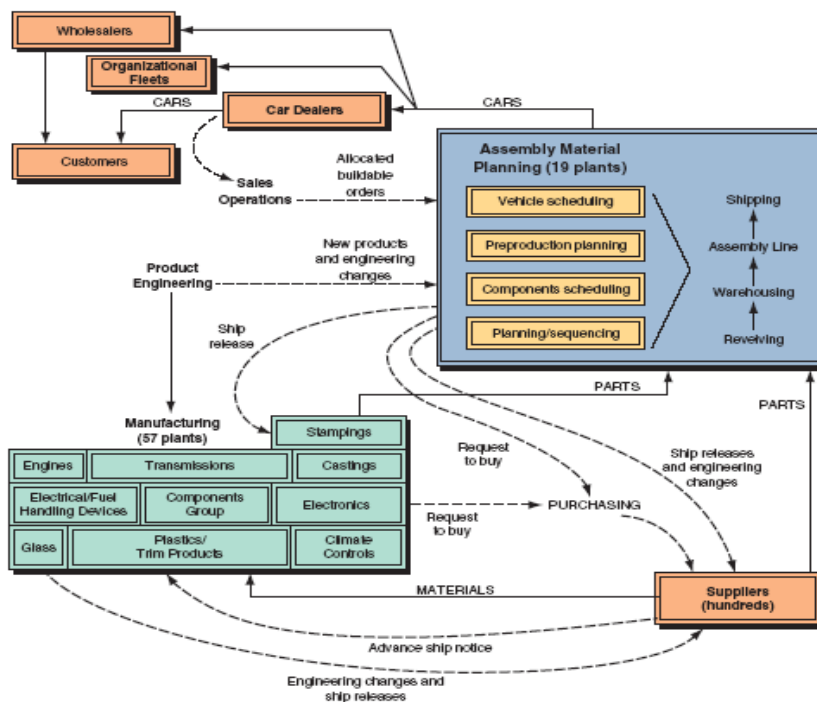 Wholesalers
Organizational
Fleets
CARS
Car Dealers
CARS
Customers
Sales
Operations
Allocated
buildable
orders
Assembly Material
Planning (19 plants)
Vehicle scheduling
Preproduction planning
Components scheduling
Planning/sequencing
Shipping
Assembly Line
Warehousing
Reveiving
New products
and engineering
changes
Product
Engineering
Ship
release
PARTS
PARTS
Manufacturing
(57 plants)
Stampings
Engines
Transmissions
Castings
Electrical/Fuel
Handling Devices
Components
Group
Electronics
Glass
Plastics/
Trim Products
Climate
Controls
Request
to buy
Ship releases
and engineering
changes
PURCHASING
Request
to buy
MATERIALS
Suppliers
(hundreds)
Advance ship notice
Engineering changes and
ship releases